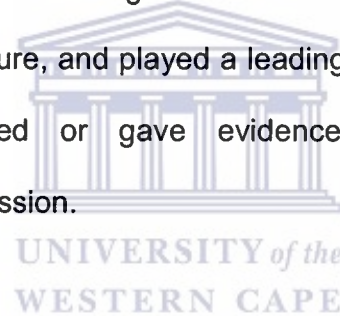 ure, and played a leading
ed or gave evidence
ssion.
UNIVERSITY of the
WESTERN CAPE